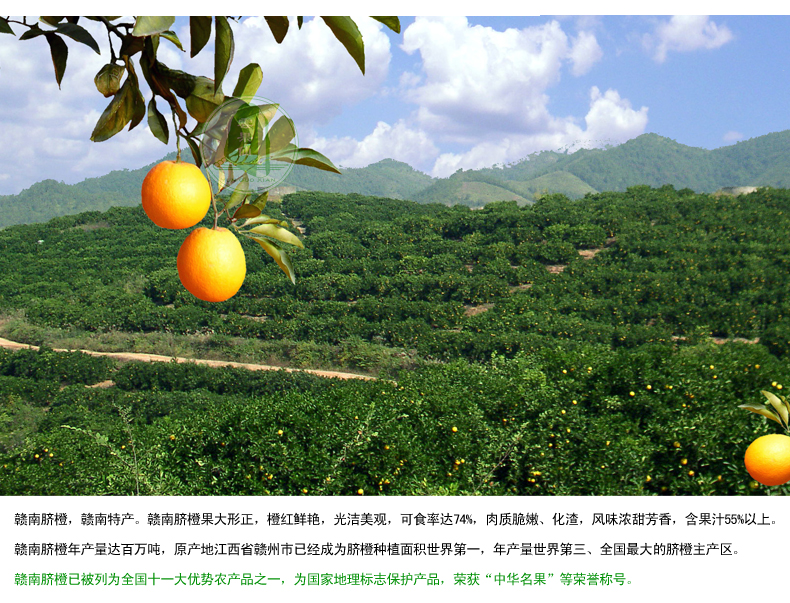 赣南脐橙，赣南特产。赣南脐橙果大形正，橙红鲜艳，光洁美观，可食率达74%，肉质脆嫩、化渣，风味浓甜芳香，含果汁55%以上。
赣南脐橙年产量达百万吨，原产地江西省赣州市已经成为脐橙种植面积世界第一，年产量世界第三、全国最大的脐橙主产区。
赣南脐橙已被列为全国十一大优势农产品之一，为国家地理标志保护产品，荣获“中华名果”等荣誉称号。